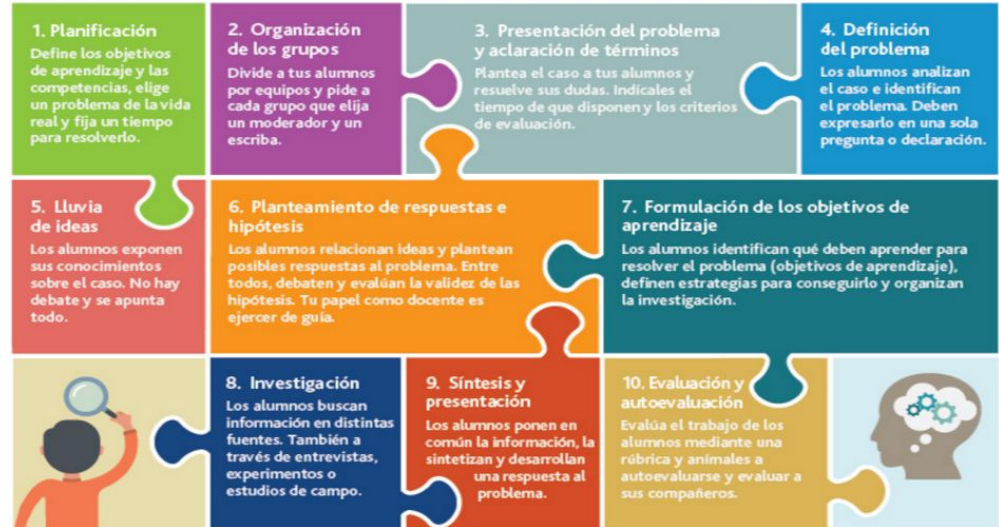 1. Planificación
Define los objetivos
de aprendizaje y las
competencias, elige
un problema de la vida
real y fija un tiempo
para resolverlo.
2. Organización
de los grupos
Divide a tus alumnos
por equipos y pide a
cada grupo que elija
un moderador y un
escriba.
3. Presentación del problema
y aclaración de términos
Plantea el caso a tus alumnos y
resuelve sus dudas. Indícales el
tiempo de que disponen y los criterios
de evaluación.
4. Definición
del problema
Los alumnos analizan
el caso e identifican
el problema. Deben
expresarlo en una sola
pregunta o declaración.
5. Lluvia
de ideas
Los alumnos exponen
sus conocimientos
sobre el caso. No hay
debate y se apunta
todo.
6. Planteamiento de respuestas e
hipótesis
Los alumnos relacionan ideas y plantean
posibles respuestas al problema. Entre
todos, debaten y evalúan la validez de las
hipótesis. Tu papel como docente es
ejercer de guía.
7. Formulación de los objetivos de
aprendizaje
Los alumnos identifican qué deben aprender para
resolver el problema (objetivos de aprendizaje),
definen estrategias para conseguirlo y organizan
la investigación.
8. Investigación
Los alumnos buscan
información en distintas
fuentes. También a
través de entrevistas,
experimentos o
estudios de campo.
9. Síntesis y
presentación
Los alumnos ponen en
común la información, la
sintetizan y desarrollan
una respuesta al
problema.
10. Evaluación y
autoevaluación
Evalúa el trabajo de los
alumnos mediante una
rúbrica y anímales a
autoevaluarse y evaluar a
sus compañeros.